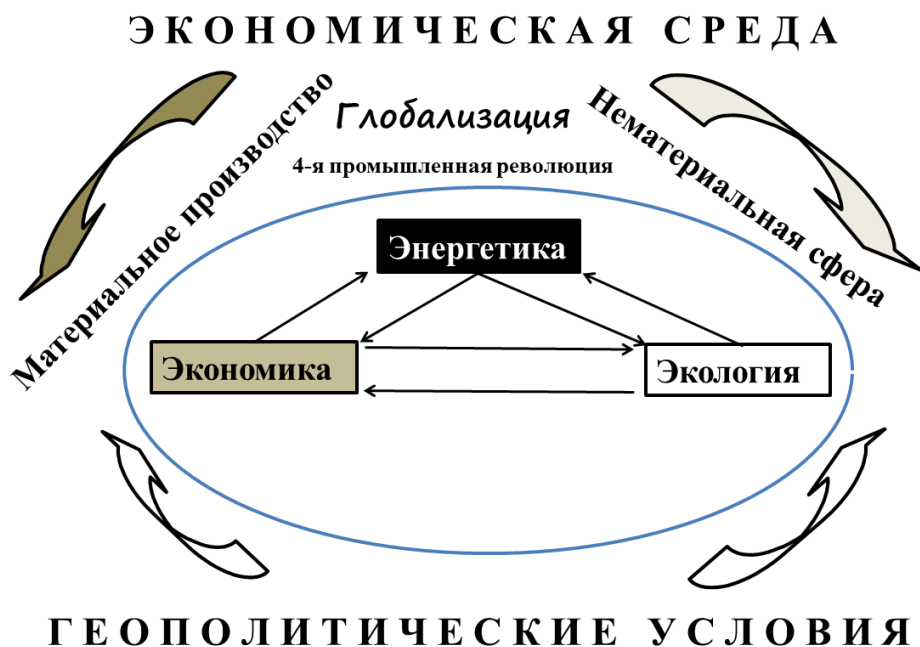 ЭКОНОМИЧЕСКАЯ СРЕДА
Материальное производство
Глобализация
Нематериальная сфера
4-я промышленная революция
Энергетика
Экономика
Экология
ГЕОПОЛИТИЧЕСКИЕ УСЛОВИЯ